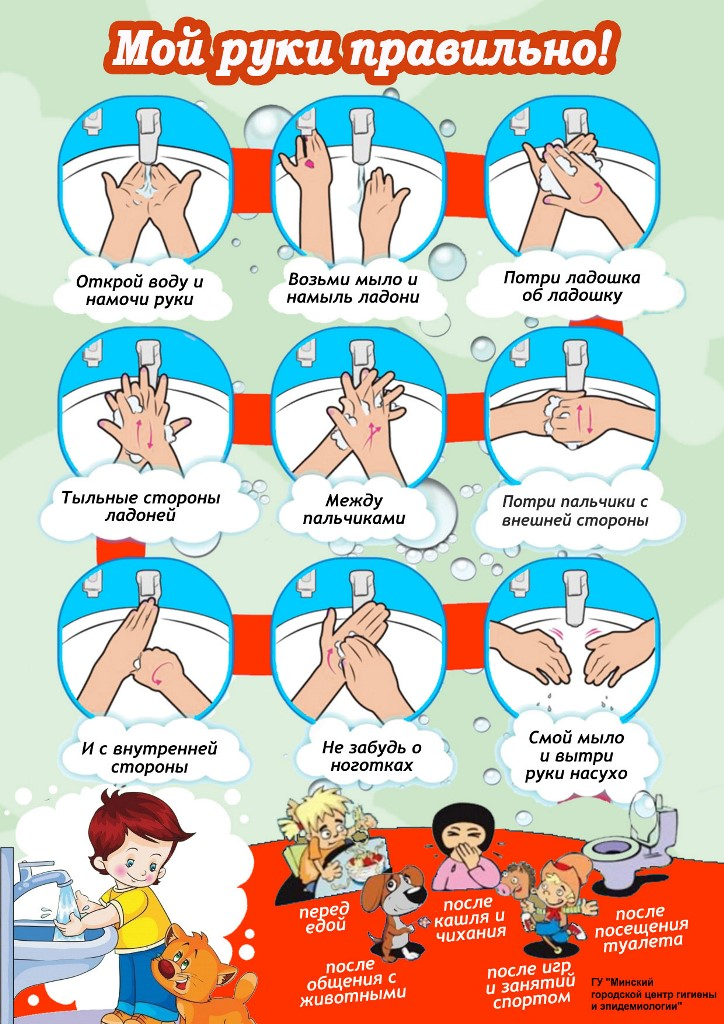 Мой руки правильно!
Открой воду и
намочи руки
Возьми мыло и
намыль ладони
Потри ладошка
об ладошку
Тыльные стороны
ладоней
Между
пальчиками
Потри пальчики с
внешней стороны
И с внутренней
стороны
Не забудь о
ноготках
Смой мыло
и вытри
руки насухо
перед
едой
после
общения с
животными
после
кашля и
чихания
после игр
и занятий
спортом
после
посещения
туалета
ГУ "Минский
городской центр гигиены
и эпидемиологии"